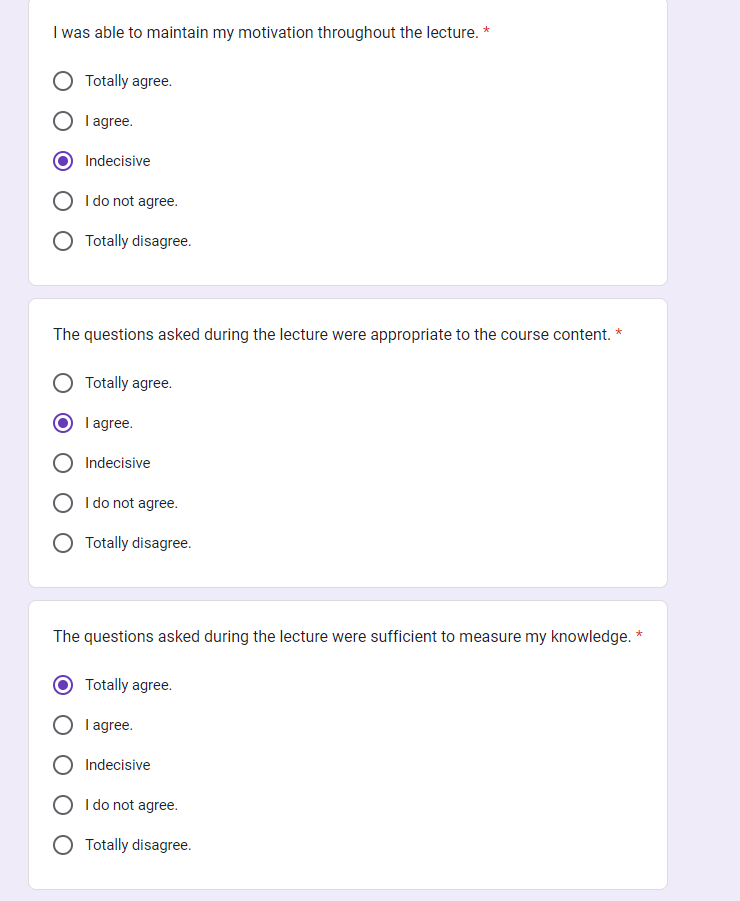 I was able to maintain my motivation throughout the lecture. *
Totally agree.
I agree.
Indecisive
I do not agree.
Totally disagree.
The questions asked during the lecture were appropriate to the course content. *
Totally agree.
I agree.
Indecisive
I do not agree.
Totally disagree.
The questions asked during the lecture were sufficient to measure my knowledge. *
Totally agree.
I agree.
Indecisive
I do not agree.
Totally disagree.